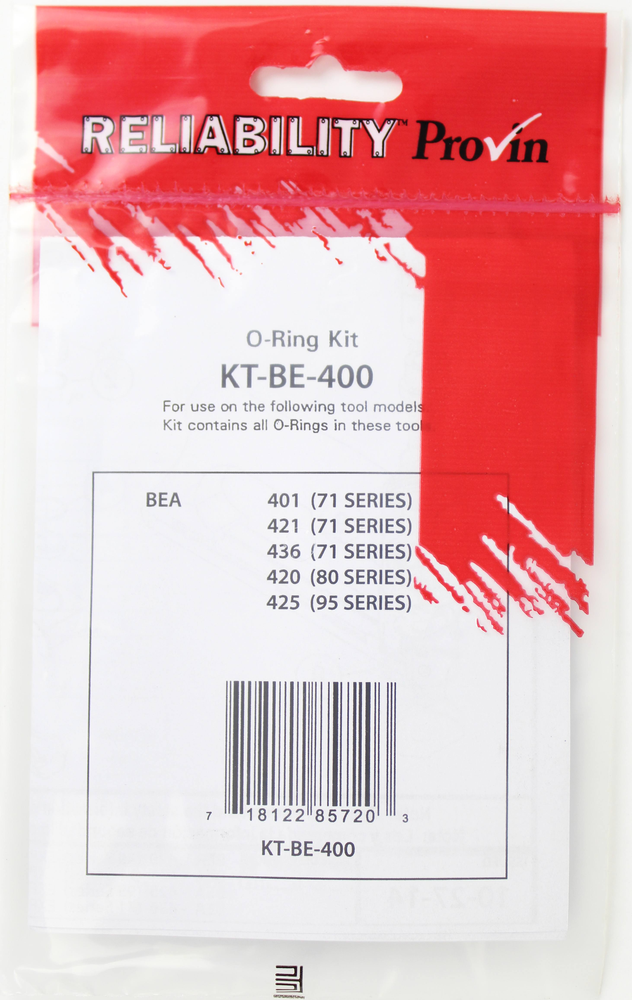 RELIABILITY™ Provin
O-Ring Kit
KT-BE-400
For use on the following tool models
Kit contains all O-Rings in these tool
BEA 401 (71 SERIES)
421 (71 SERIES)
436 (71 SERIES)
420 (80 SERIES)
425 (95 SERIES)
7 18122 85720 3
KT-BE-400